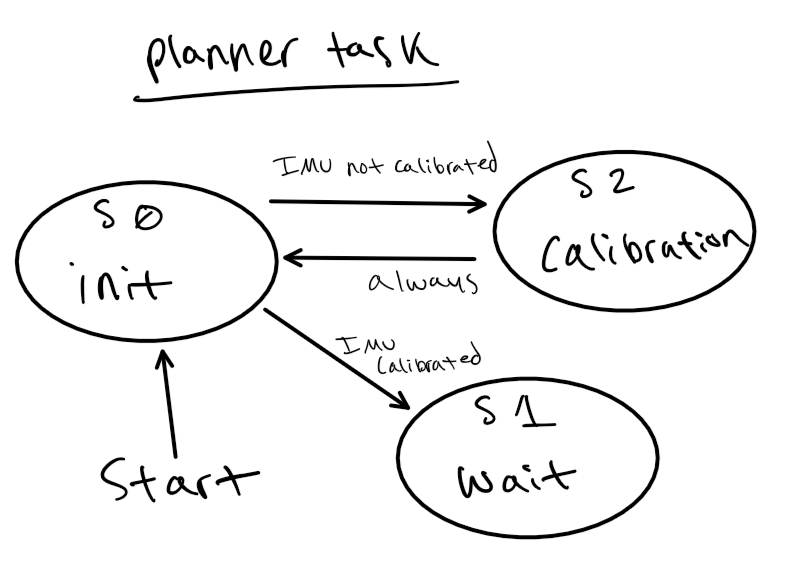 planner task
IMU not calibrated
S 2
Calibration
S 0
init
always
IMU
Calibrated
S 1
wait
Start